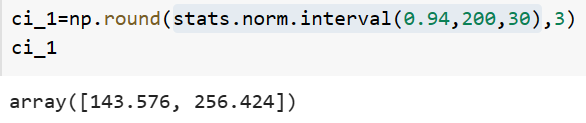 ci_1=np.round(stats.norm.interval(0.94,200,30),3)
ci_1
array([143.576, 256.424])